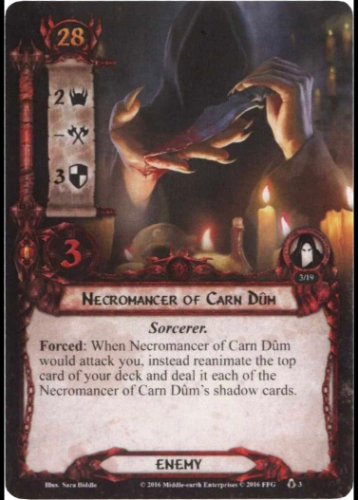 28
2
–
3
3
3/19
NECROMANCER OF CARN DÛM
Sorcerer.
Forced: When Necromancer of Carn Dûm
would attack you, instead reanimate the top
card of your deck and deal it each of the
Necromancer of Carn Dûm's shadow cards.
Illus. Sara Biddle
ENEMY
© 2016 Middle-earth Enterprises © 2016 FFG
3